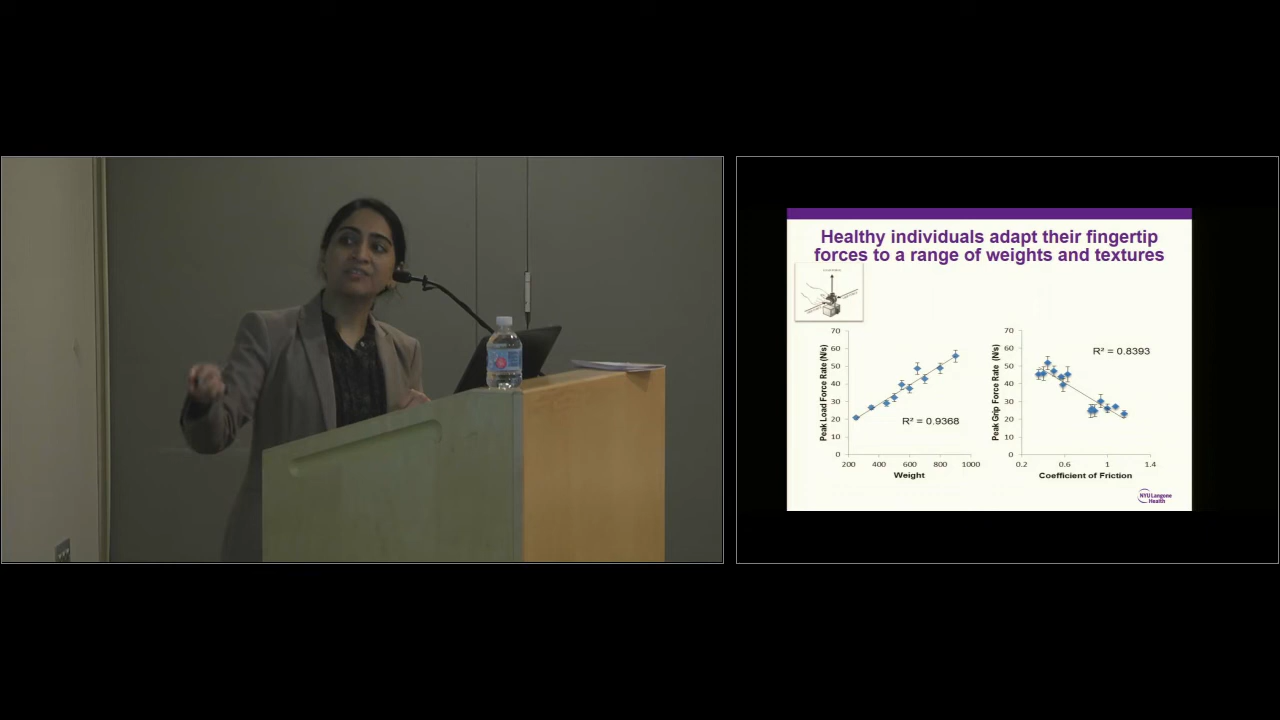 Healthy individuals adapt their fingertip
forces to a range of weights and textures
Peak Load Force Rate (N/s)
70
60
50
40
30
20
10
0
R² = 0.9368
200
400
600
800
1000
Weight
Peak Grip Force Rate (N/s)
70
60
50
40
30
20
10
0
R² = 0.8393
0.2
0.6
1
1.4
Coefficient of Friction
NYU Langone
Health